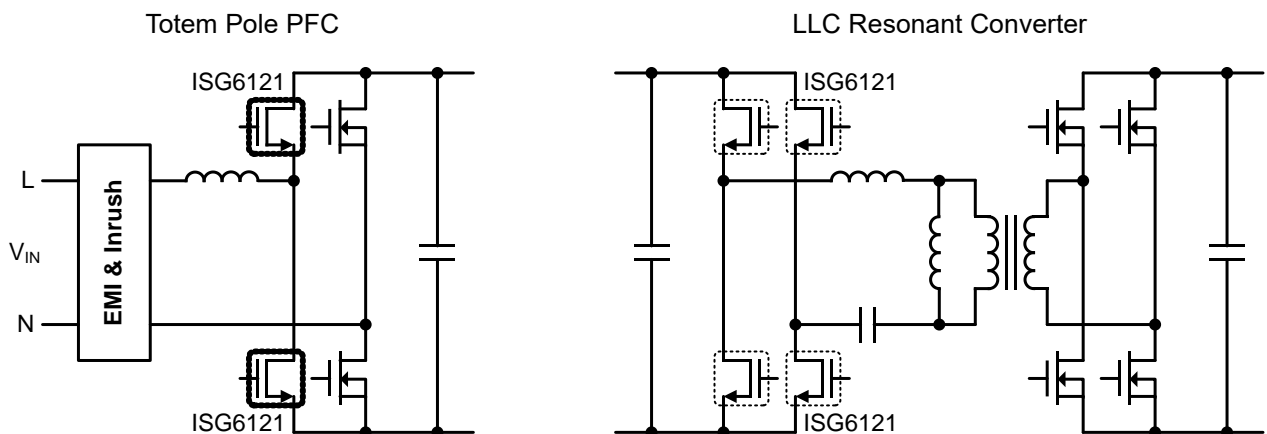 Totem Pole PFC
LLC Resonant Converter
ISG6121
ISG6121
L
VIN
N
EMI & Inrush
ISG6121
ISG6121